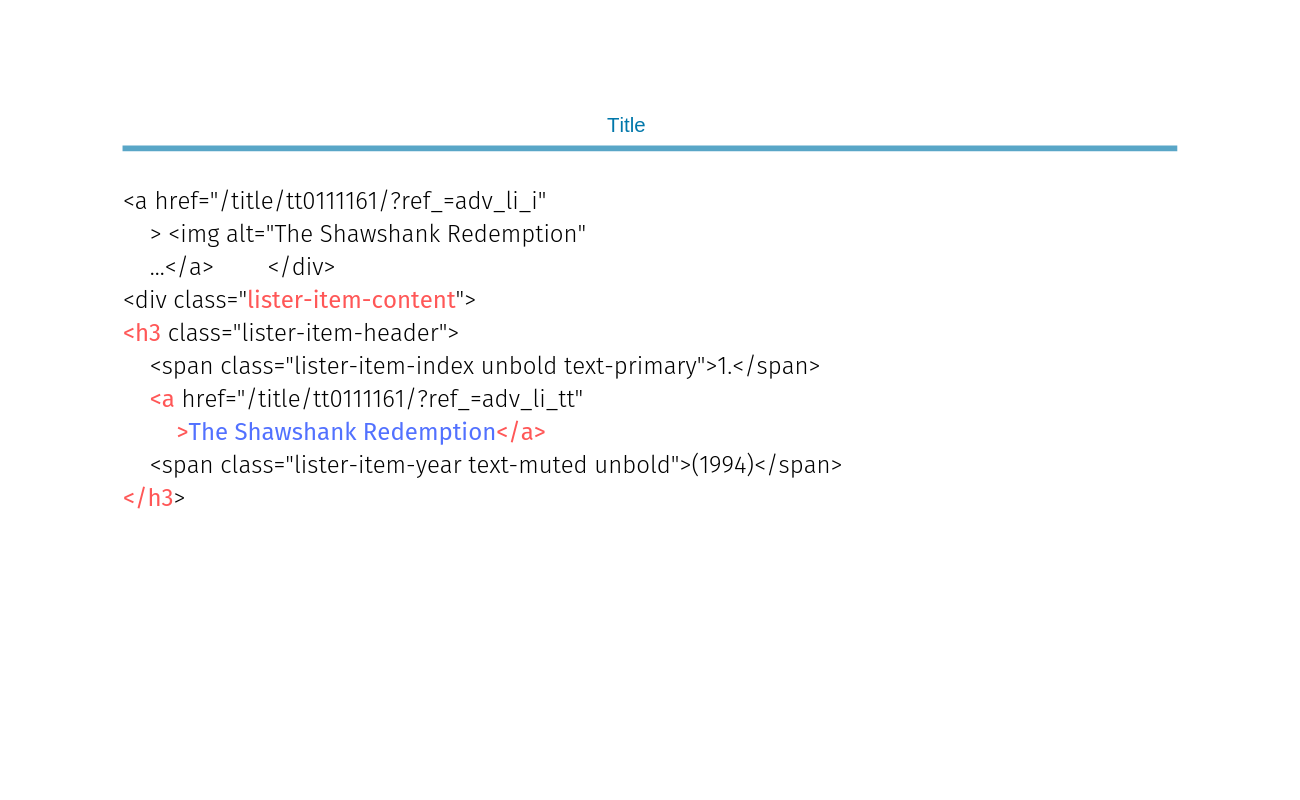 Title
<a href="/title/tt0111161/?ref_=adv_li_i"
> <img alt="The Shawshank Redemption"
...</a> </div>
<div class="lister-item-content">
<h3 class="lister-item-header">
<span class="lister-item-index unbold text-primary">1.</span>
<a href="/title/tt0111161/?ref_=adv_li_tt"
>The Shawshank Redemption</a>
<span class="lister-item-year text-muted unbold">(1994)</span>
</h3>